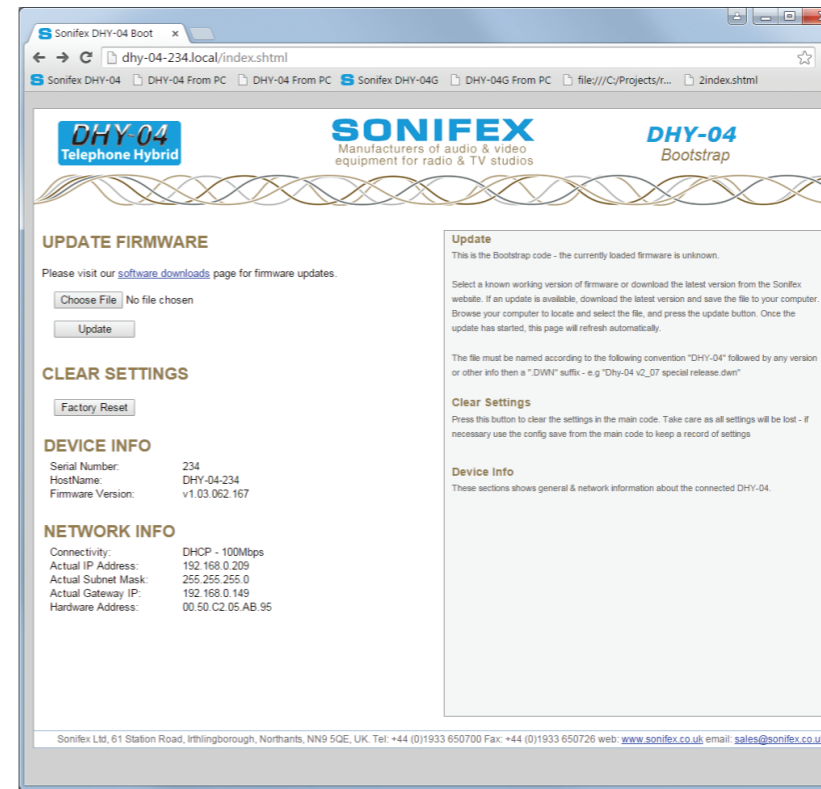 Sonifex DHY-04 Boot
dhy-04-234.local/index.shtml
Sonifex DHY-04 DHY-04 From PC DHY-04 From PC Sonifex DHY-04G DHY-04G From PC file:///C:/Projects/r... 2index.shtml
DHY-04
Telephone Hybrid
SONIFEX
Manufacturers of audio & video
equipment for radio & TV studios
DHY-04
Bootstrap
UPDATE FIRMWARE
Please visit our software downloads page for firmware updates.
Choose File No file chosen
Update
CLEAR SETTINGS
Factory Reset
DEVICE INFO
Serial Number: 234
HostName: DHY-04-234
Firmware Version: v1.03.062.167
NETWORK INFO
Connectivity: DHCP - 100Mbps
Actual IP Address: 192.168.0.209
Actual Subnet Mask: 255.255.255.0
Actual Gateway IP: 192.168.0.149
Hardware Address: 00.50.C2.05.AB.95
Update
This is the Bootstrap code - the currently loaded firmware is unknown.
Select a known working version of firmware or download the latest version from the Sonifex
website. If an update is available, download the latest version and save the file to your computer.
Browse your computer to locate and select the file, and press the update button. Once the
update has started, this page will refresh automatically.
The file must be named according to the following convention "DHY-04" followed by any version
or other info then a ".DWN" suffix - e.g "Dhy-04 v2_07 special release.dwn"
Clear Settings
Press this button to clear the settings in the main code. Take care as all settings will be lost - if
necessary use the config save from the main code to keep a record of settings
Device Info
These sections shows general & network information about the connected DHY-04.
Sonifex Ltd, 61 Station Road, Irthlingborough, Northants, NN9 5QE, UK. Tel: +44 (0)1933 650700 Fax: +44 (0)1933 650726 web: www.sonifex.co.uk email: sales@sonifex.co.u